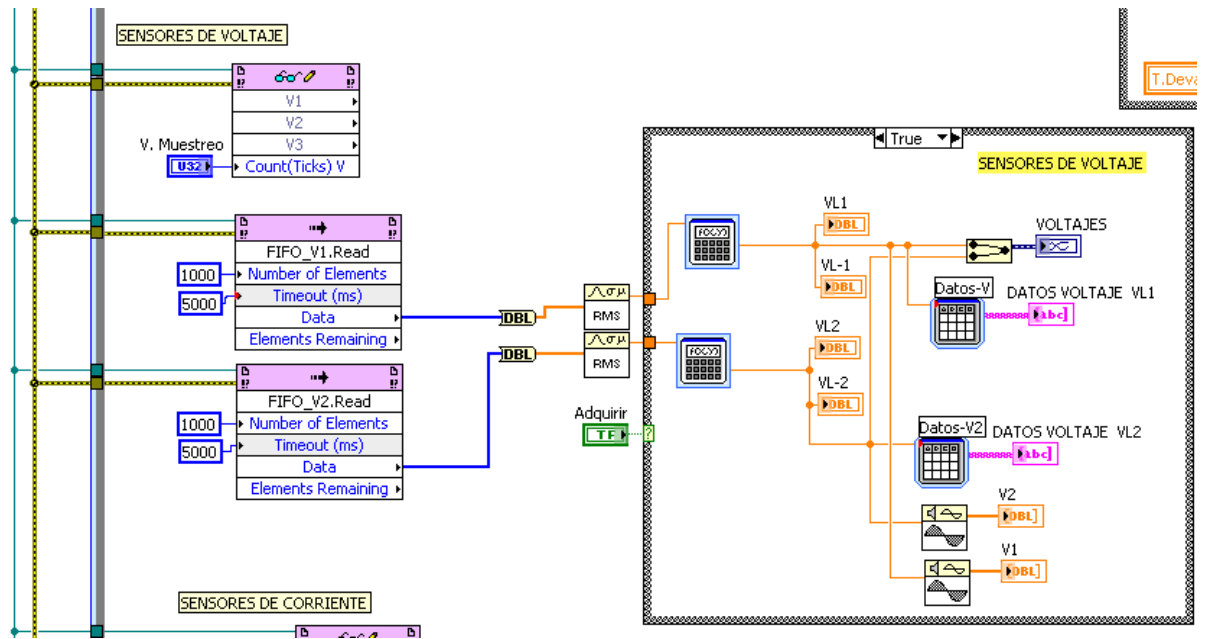 SENSORES DE VOLTAJE
V1
V2
V3
V. Muestreo
U32
Count(Ticks) V
FIFO_V1.Read
1000
Number of Elements
5000
Timeout (ms)
Data
Elements Remaining
DBL
RMS
FIFO_V2.Read
1000
Number of Elements
5000
Timeout (ms)
Data
Elements Remaining
DBL
RMS
Adquirir
TF
?
SENSORES DE CORRIENTE
T.Deva
True
SENSORES DE VOLTAJE
VL1
DBL
VL-1
DBL
VOLTAJES
Datos-V
DATOS VOLTAJE VL1
abc
VL2
DBL
VL-2
DBL
Datos-V2
DATOS VOLTAJE VL2
abc
V2
DBL
V1
DBL